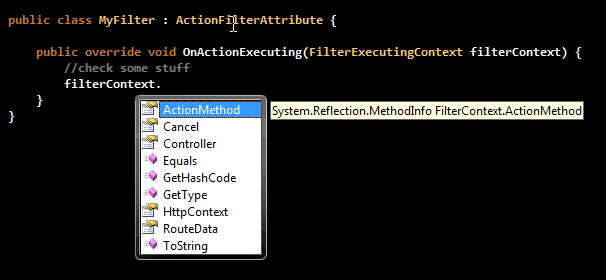 public class MyFilter : ActionFilterAttribute {
public override void OnActionExecuting(FilterExecutingContext filterContext) {
//check some stuff
filterContext.
}
}
ActionMethod
System.Reflection.MethodInfo FilterContext.ActionMethod
Cancel
Controller
Equals
GetHashCode
GetType
HttpContext
RouteData
ToString